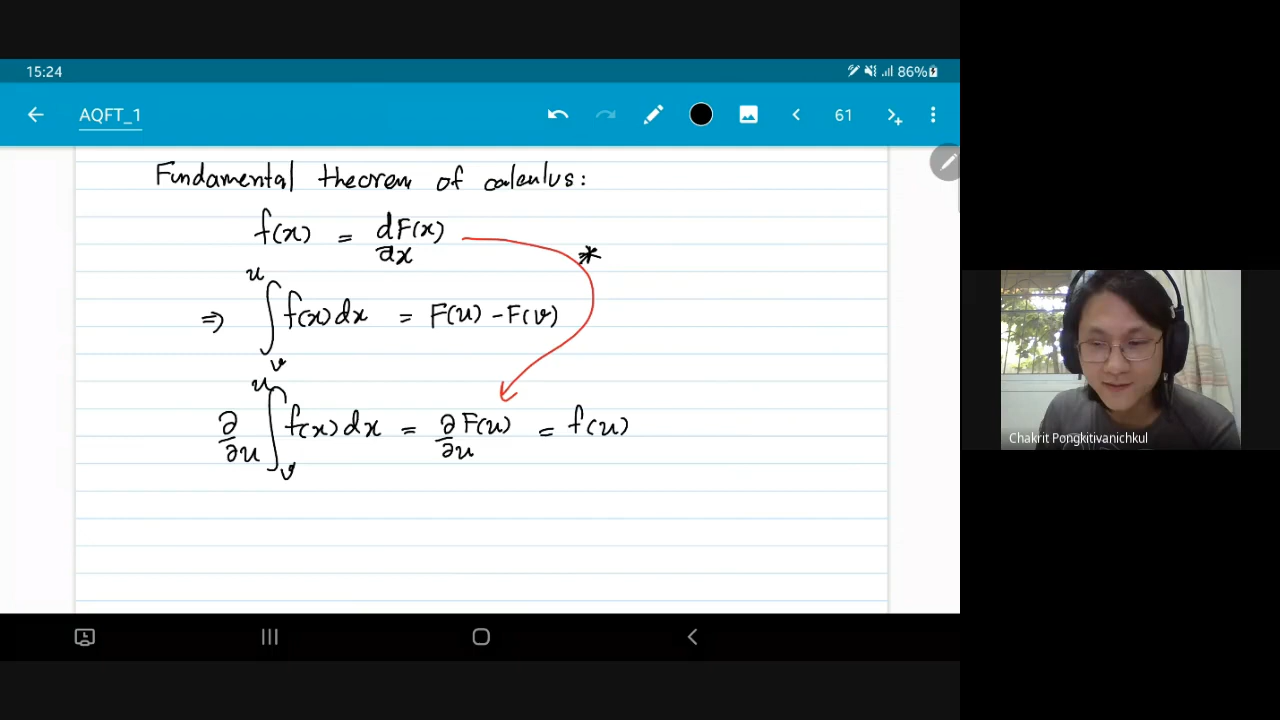 15:24
86%
AQFT_1
61
Fundamental theorem of calculus:
f(x) = dF(x)/dx
*
⇒ ∫_v^u f(x)dx = F(u) - F(v)
∂/∂u ∫_v^u f(x)dx = ∂F(u)/∂u = f(u)
Chakrit Pongkitivanichkul